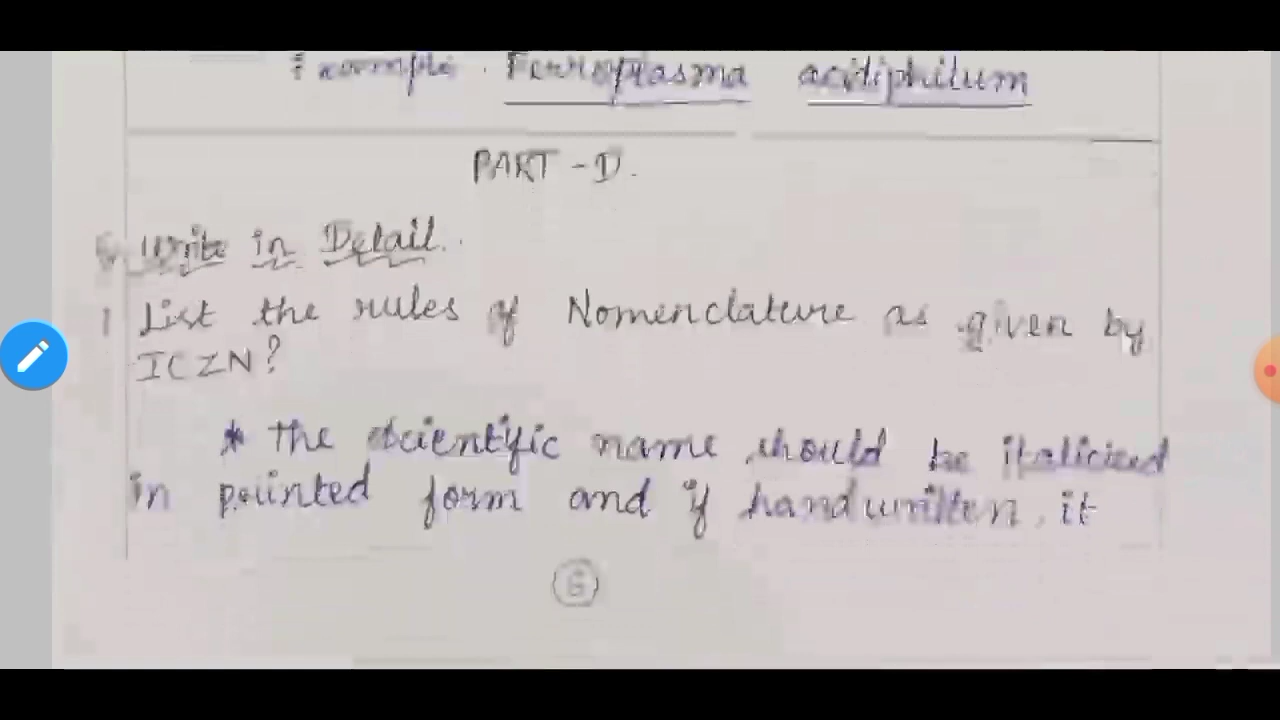 Example. Ferroplasma acidiphilum
PART - D.
Write in Detail..
1 List the rules of Nomenclature as given by
ICZN?
* The scientific name should be italicized
in printed form and if handwritten, it
6